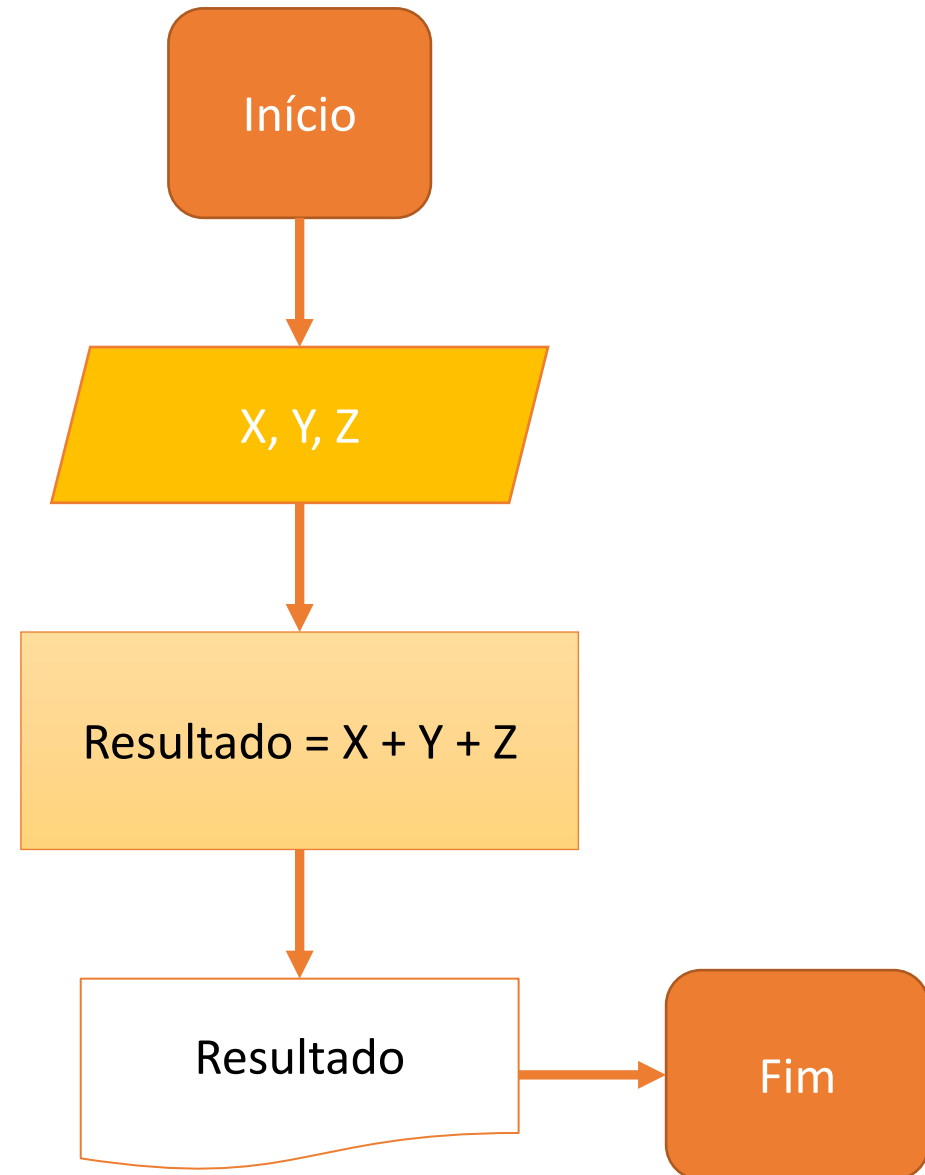 Início
X, Y, Z
Resultado = X + Y + Z
Resultado
Fim